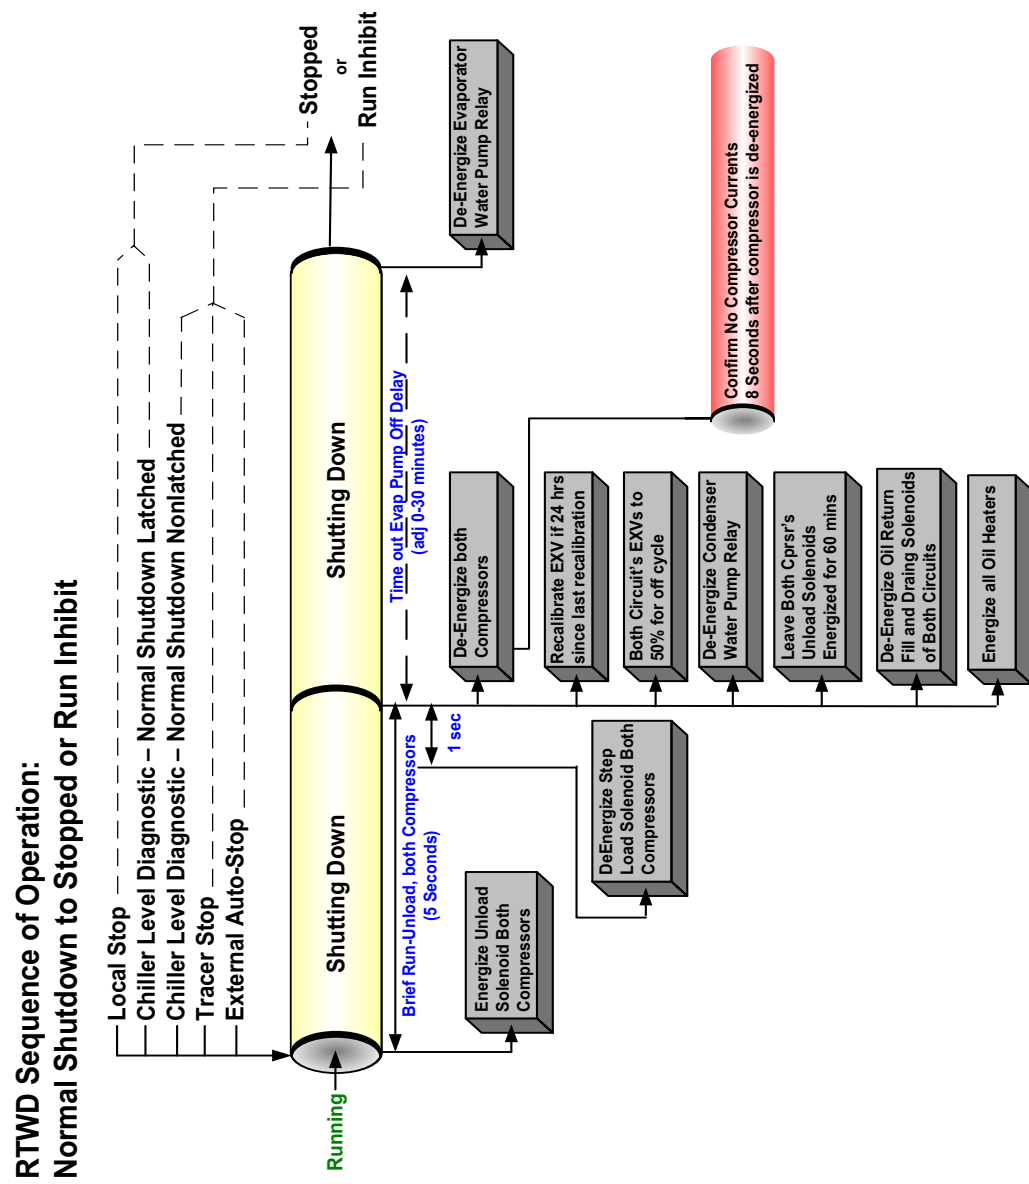 RTWD Sequence of Operation:
Normal Shutdown to Stopped or Run Inhibit
Local Stop
Chiller Level Diagnostic – Normal Shutdown Latched
Chiller Level Diagnostic – Normal Shutdown Nonlatched
Tracer Stop
External Auto-Stop
Stopped
or
Run Inhibit
Running
Shutting Down
Shutting Down
Brief Run-Unload, both Compressors
(5 Seconds)
Time out Evap Pump Off Delay
(adj 0-30 minutes)
1 sec
Energize Unload
Solenoid Both
Compressors
DeEnergize Step
Load Solenoid Both
Compressors
De-Energize both
Compressors
Recalibrate EXV if 24 hrs
since last recalibration
Both Circuit's EXVs to
50% for off cycle
De-Energize Condenser
Water Pump Relay
Leave Both Cprsr's
Unload Solenoids
Energized for 60 mins
De-Energize Oil Return
Fill and Draing Solenoids
of Both Circuits
Energize all Oil Heaters
De-Energize Evaporator
Water Pump Relay
Confirm No Compressor Currents
8 Seconds after compressor is de-energized